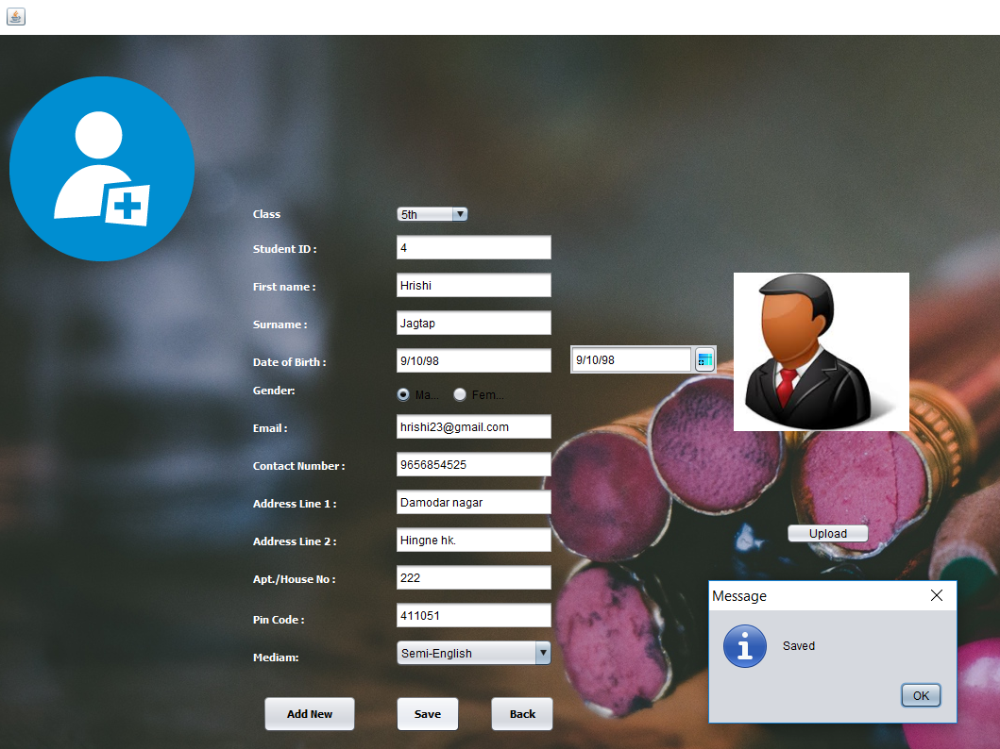 Class 5th
Student ID : 4
First name : Hrishi
Surname : Jagtap
Date of Birth : 9/10/98 9/10/98
Gender: Ma... Fem...
Email : hrishi23@gmail.com
Contact Number : 9656854525
Address Line 1 : Damodar nagar
Address Line 2 : Hingne hk.
Upload
Apt./House No : 222
Pin Code : 411051
Mediam: Semi-English
Message
Saved
OK
Add New Save Back